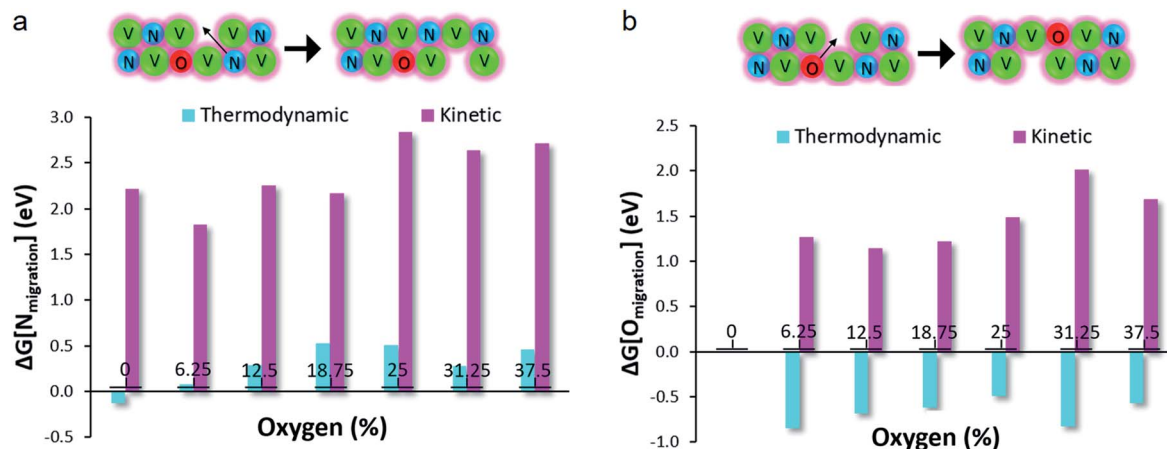 a
V N V V N V N V N V
N V O V N V N V O V V
Thermodynamic Kinetic
ΔG[Nmigration] (eV)
3.0
2.5
2.0
1.5
1.0
0.5
0.0
-0.5
0 6.25 12.5 18.75 25 31.25 37.5
Oxygen (%)
b
V N V V N N V O V N
N V O V N V N V V N V
Thermodynamic Kinetic
ΔG[Omigration] (eV)
2.5
2.0
1.5
1.0
0.5
0.0
-0.5
-1.0
0 6.25 12.5 18.75 25 31.25 37.5
Oxygen (%)